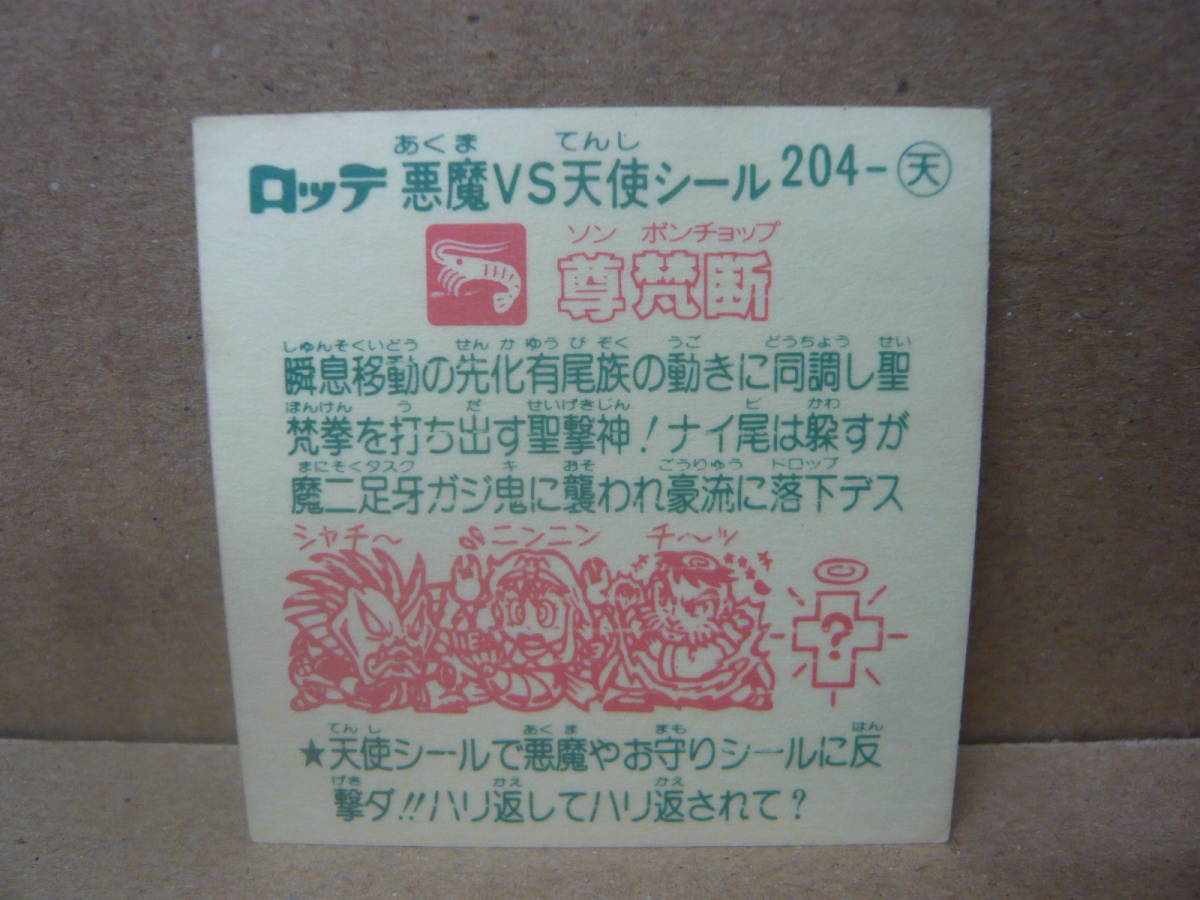 あくま てんし
ロッテ 悪魔VS天使シール 204-天
ソン ボンチョップ
尊梵断
しゅんそくいどう せん か ゆう び ぞく うご どうちょう せい
瞬息移動の先化有尾族の動きに同調し聖
ぼんけん う だ せいげきじん ビ かわ
梵拳を打ち出す聖撃神!ナイ尾は躱すが
まにそくタスク キ おそ ごうりゅう ドロップ
魔二足牙ガジ鬼に襲われ豪流に落下デス
シャチ〜 ニンニン チ〜ッ
?
てんし あくま まも はん
★天使シールで悪魔やお守りシールに反
げき かえ かえ
撃ダ!!ハリ返してハリ返されて?